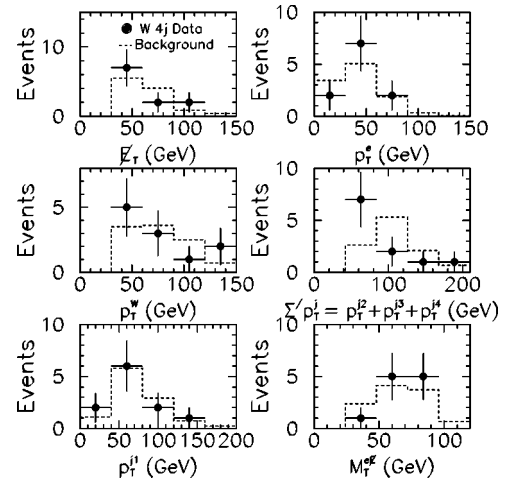 10
5
0
Events
W 4j Data
Background
0 50 100 150
E̸_T (GeV)
10
5
0
Events
0 50 100 150
p_T^e (GeV)
5
0
Events
0 50 100 150
p_T^W (GeV)
10
5
0
Events
0 100 200
Σ′p_T^j = p_T^j2+p_T^j3+p_T^j4 (GeV)
10
5
0
Events
0 50 100 150 200
p_T^j1 (GeV)
10
5
0
Events
0 50 100
M_T^eE̸ (GeV)